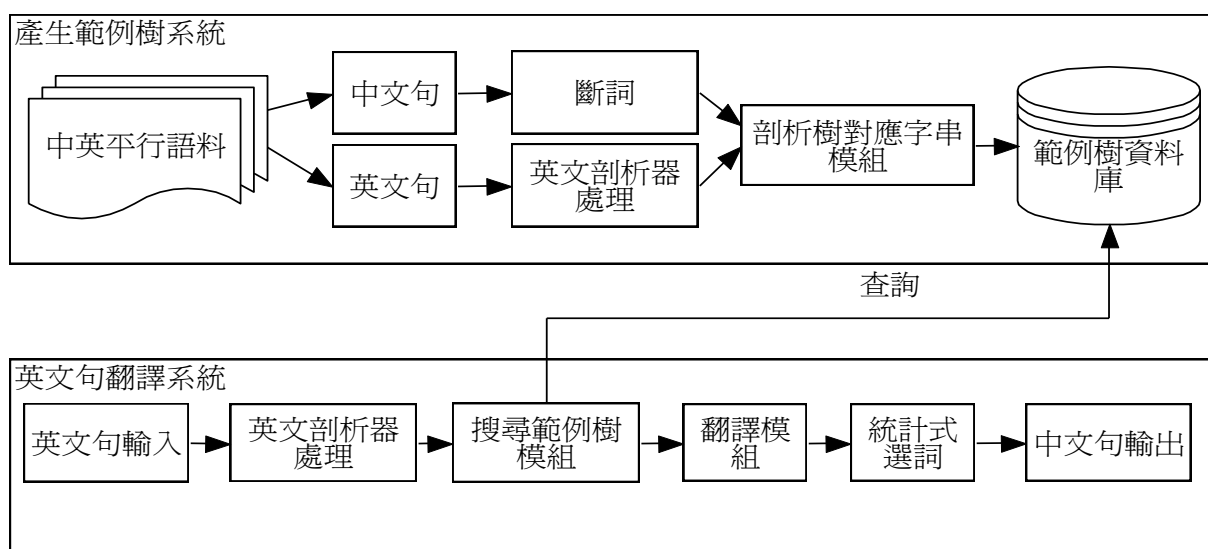 產生範例樹系統
中英平行語料
中文句
斷詞
英文句
英文剖析器
處理
剖析樹對應字串
模組
範例樹資料
庫
查詢
英文句翻譯系統
英文句輸入
英文剖析器
處理
搜尋範例樹
模組
翻譯模
組
統計式
選詞
中文句輸出